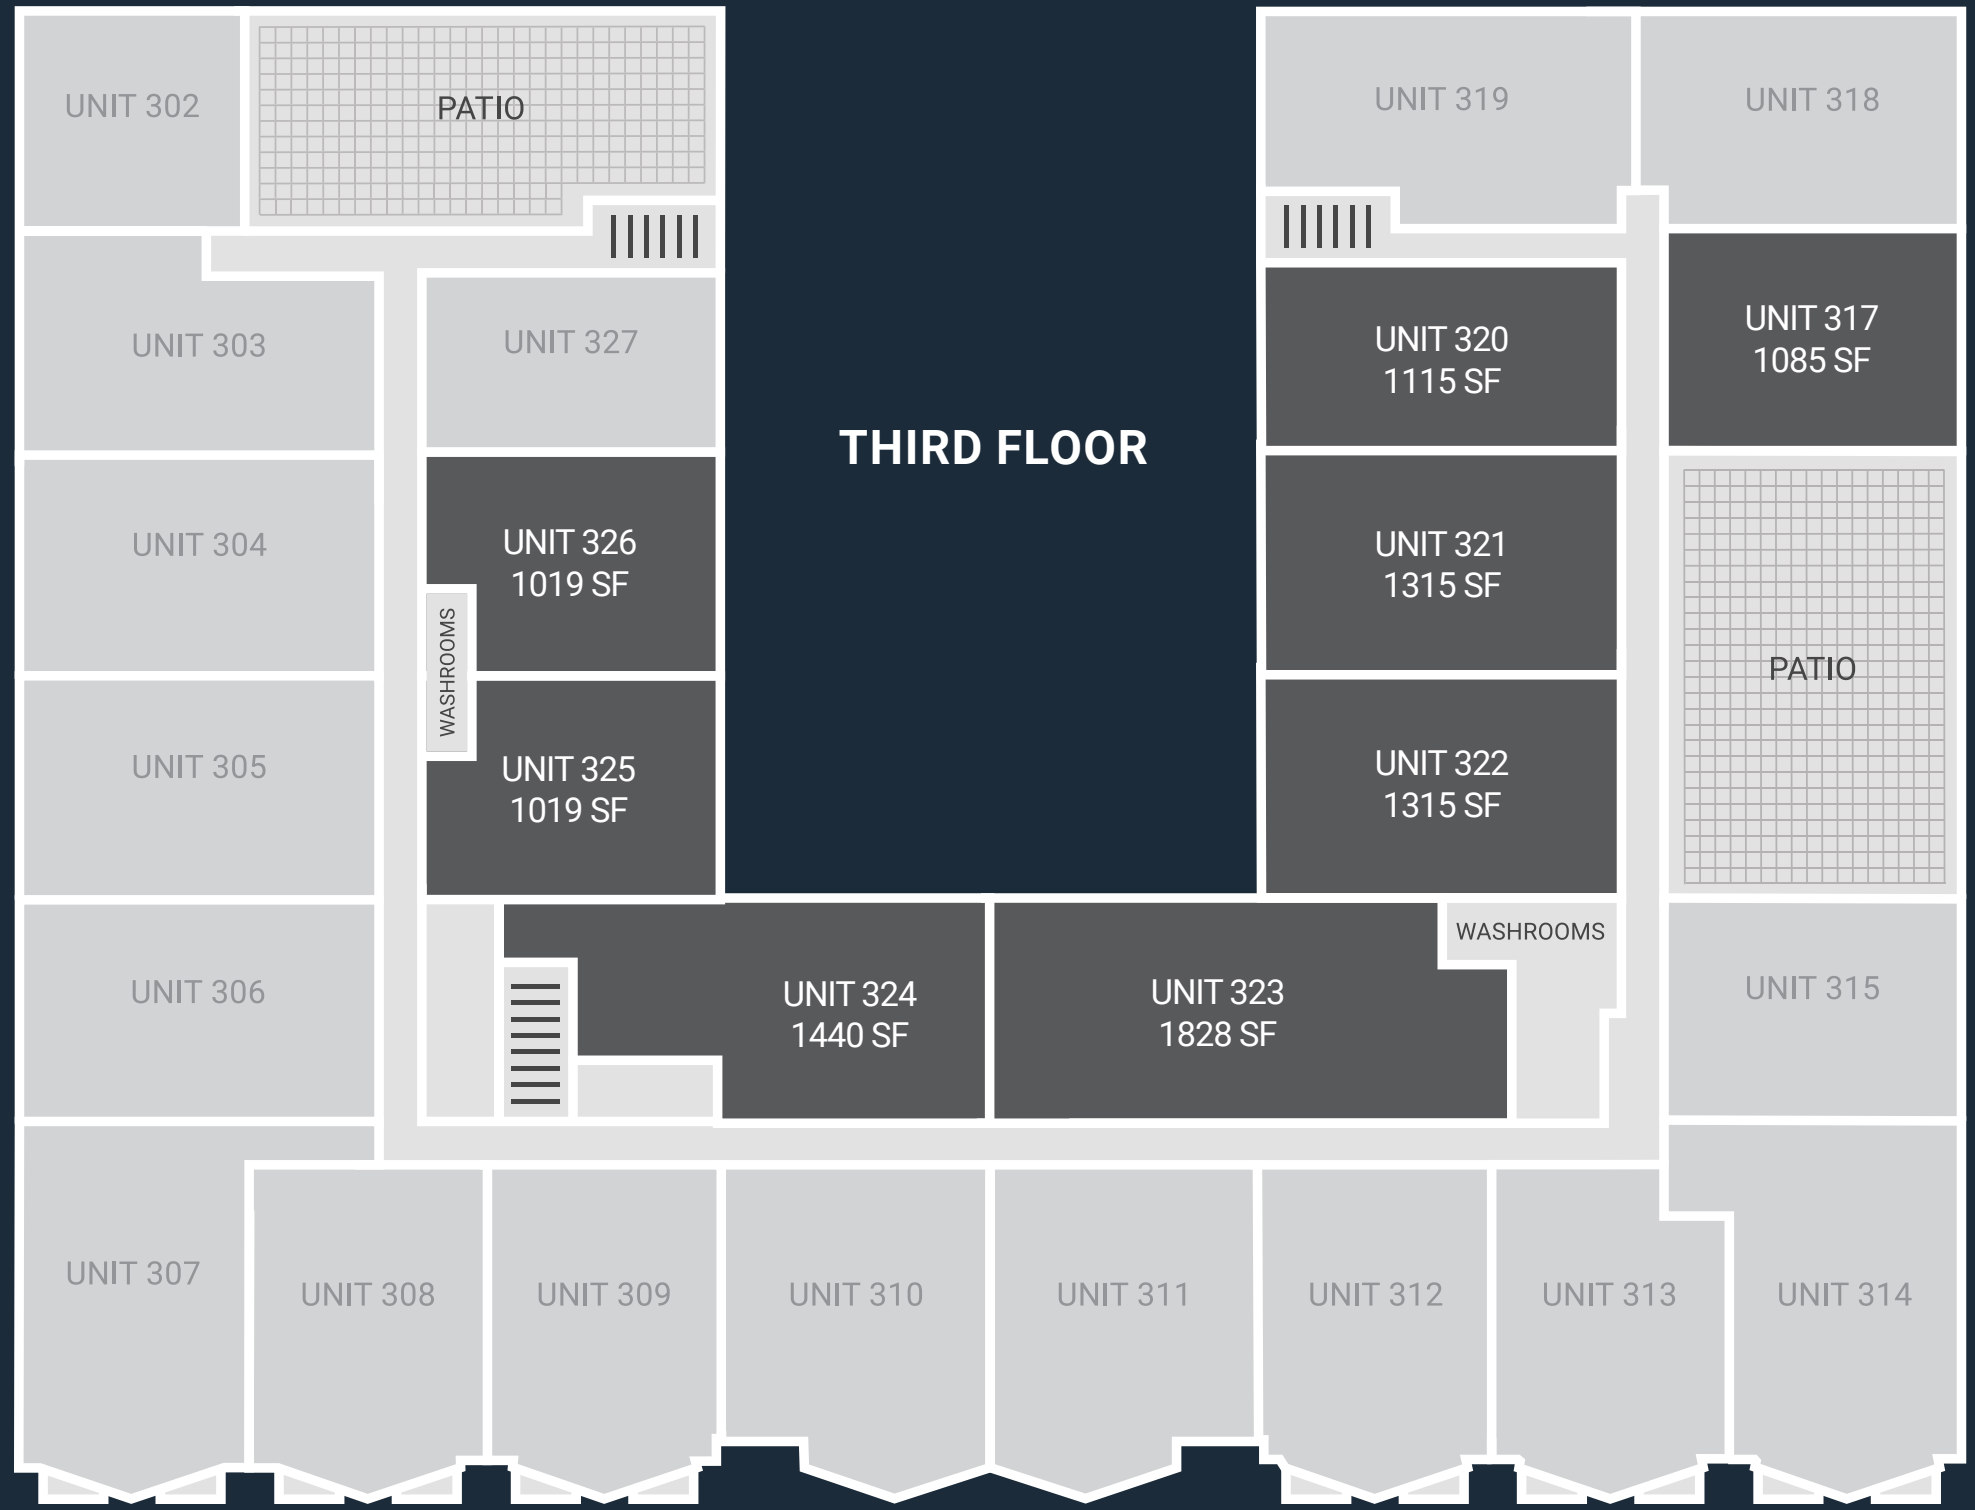 UNIT 302
PATIO
UNIT 319
UNIT 318
UNIT 303
UNIT 327
UNIT 320
1115 SF
UNIT 317
1085 SF
THIRD FLOOR
UNIT 304
UNIT 326
1019 SF
UNIT 321
1315 SF
WASHROOMS
PATIO
UNIT 305
UNIT 325
1019 SF
UNIT 322
1315 SF
WASHROOMS
UNIT 306
UNIT 324
1440 SF
UNIT 323
1828 SF
UNIT 315
UNIT 307
UNIT 308
UNIT 309
UNIT 310
UNIT 311
UNIT 312
UNIT 313
UNIT 314